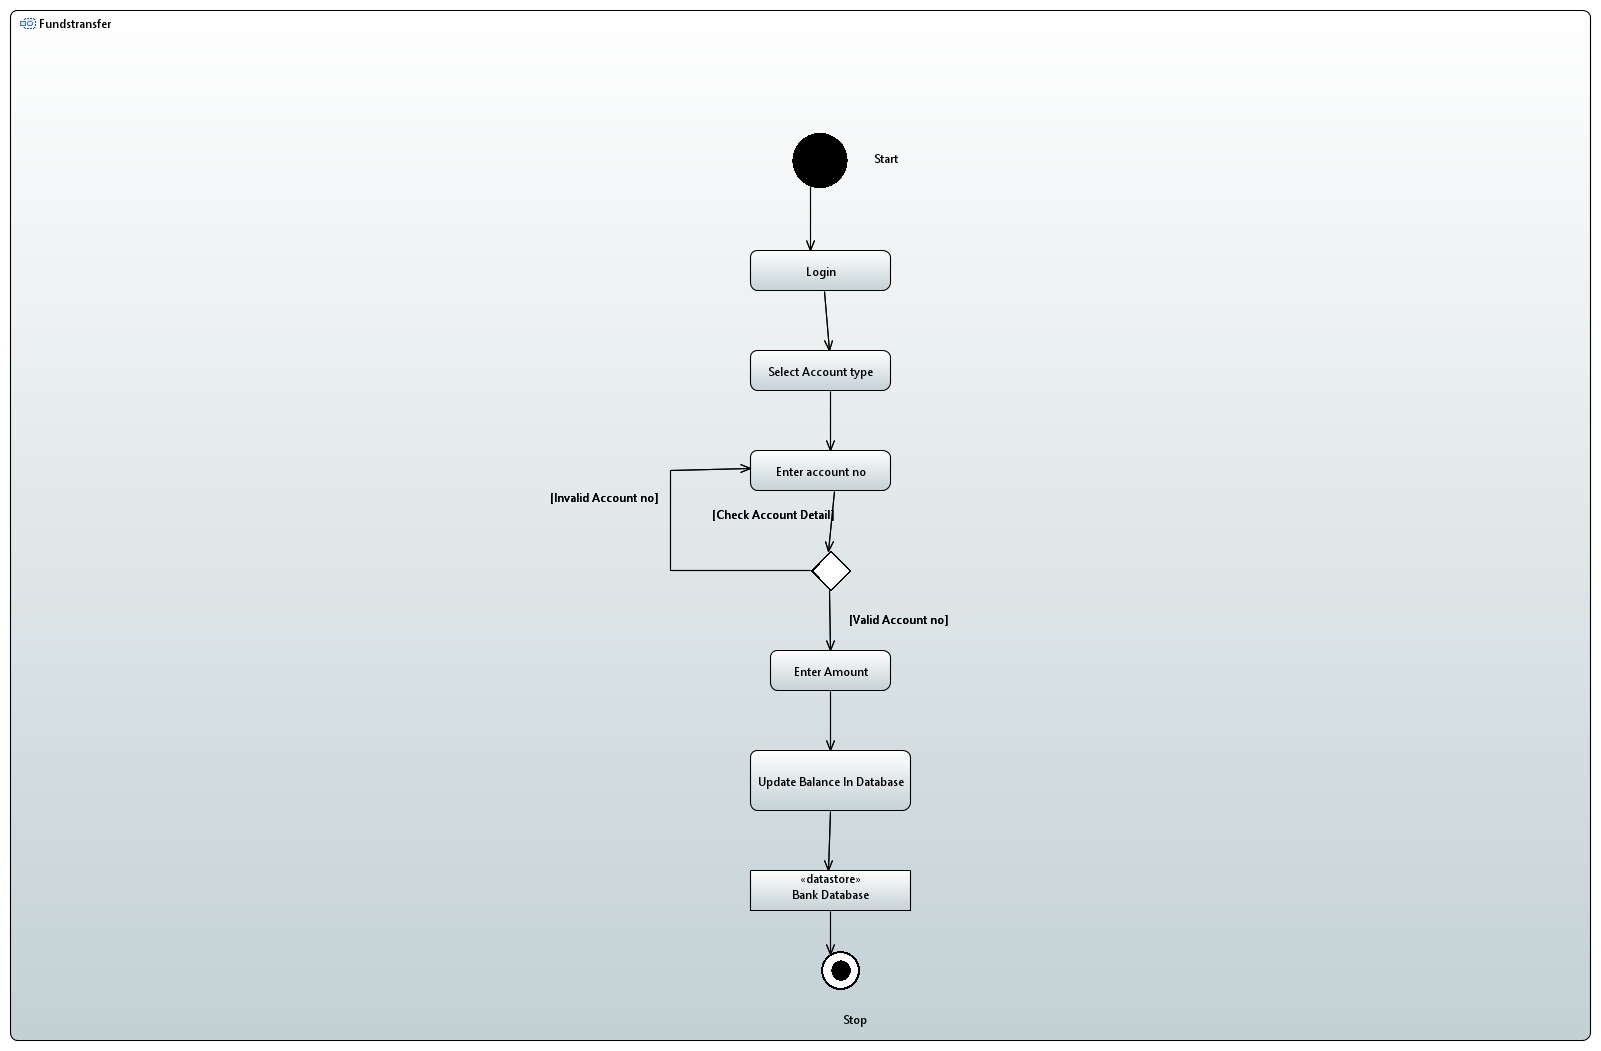 Fundstransfer
Start
Login
Select Account type
Enter account no
[Invalid Account no]
[Check Account Detail]
[Valid Account no]
Enter Amount
Update Balance In Database
«datastore»
Bank Database
Stop